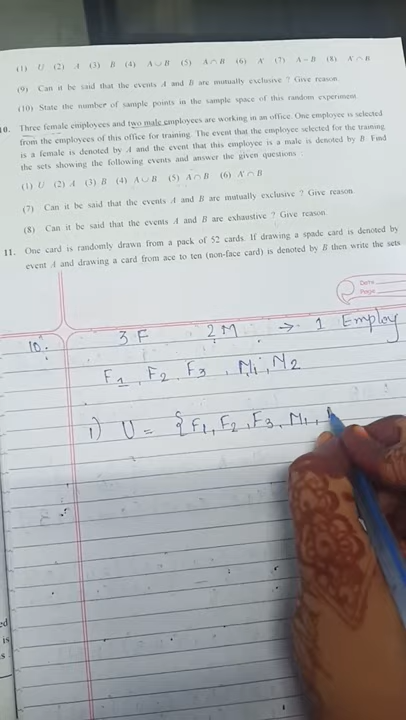 (1) U (2) A (3) B (4) A ∪ B (5) A ∩ B (6) A' (7) A − B (8) A' ∩ B
(9) Can it be said that the events A and B are mutually exclusive ? Give reason.
(10) State the number of sample points in the sample space of this random experiment.
10. Three female employees and two male employees are working in an office. One employee is selected
from the employees of this office for training. The event that the employee selected for the training
is a female is denoted by A and the event that this employee is a male is denoted by B. Find
the sets showing the following events and answer the given questions :
(1) U (2) A (3) B (4) A ∪ B (5) A ∩ B (6) A' ∩ B
(7) Can it be said that the events A and B are mutually exclusive ? Give reason.
(8) Can it be said that the events A and B are exhaustive ? Give reason.
11. One card is randomly drawn from a pack of 52 cards. If drawing a spade card is denoted by
event A and drawing a card from ace to ten (non-face card) is denoted by B then write the sets
Date
Page
10: 3 F 2 M → 1 Employ
F1, F2, F3, M1, M2
1) U = {F1, F2, F3, M1,
ed
is
s